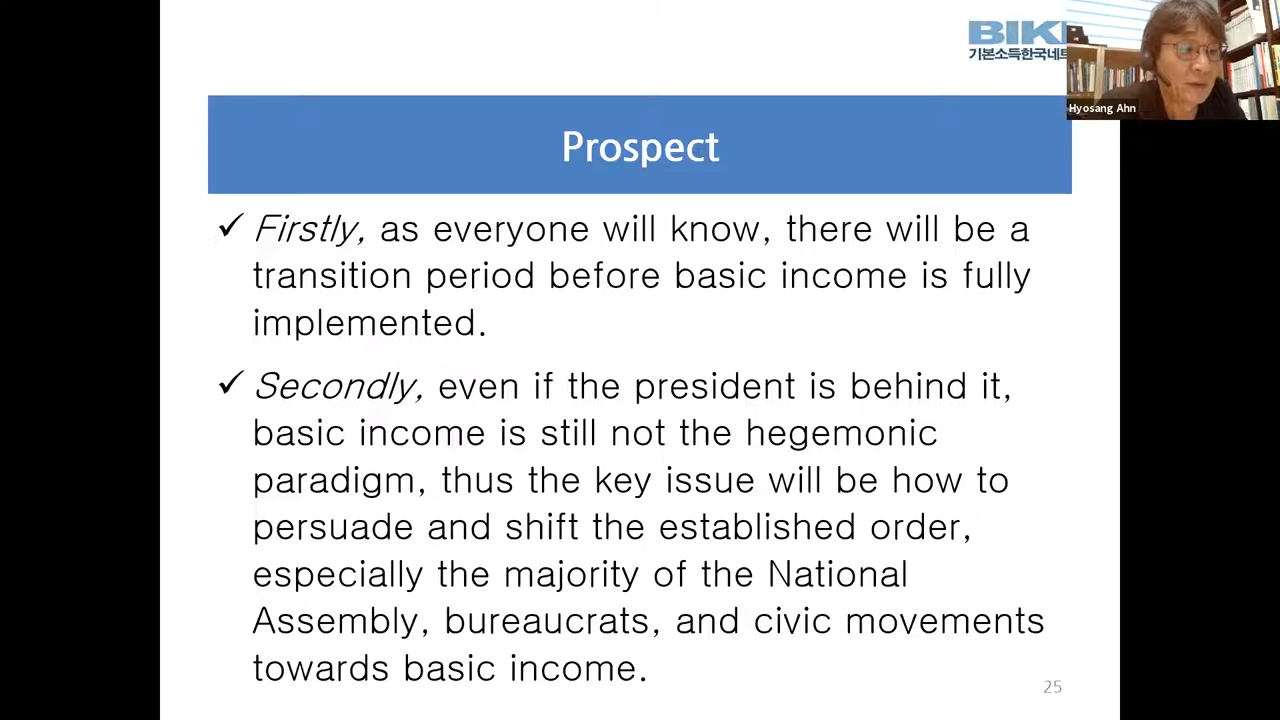 BIK
기본소득한국네
Hyosang Ahn
Prospect
✓ Firstly, as everyone will know, there will be a
transition period before basic income is fully
implemented.
✓ Secondly, even if the president is behind it,
basic income is still not the hegemonic
paradigm, thus the key issue will be how to
persuade and shift the established order,
especially the majority of the National
Assembly, bureaucrats, and civic movements
towards basic income.
25